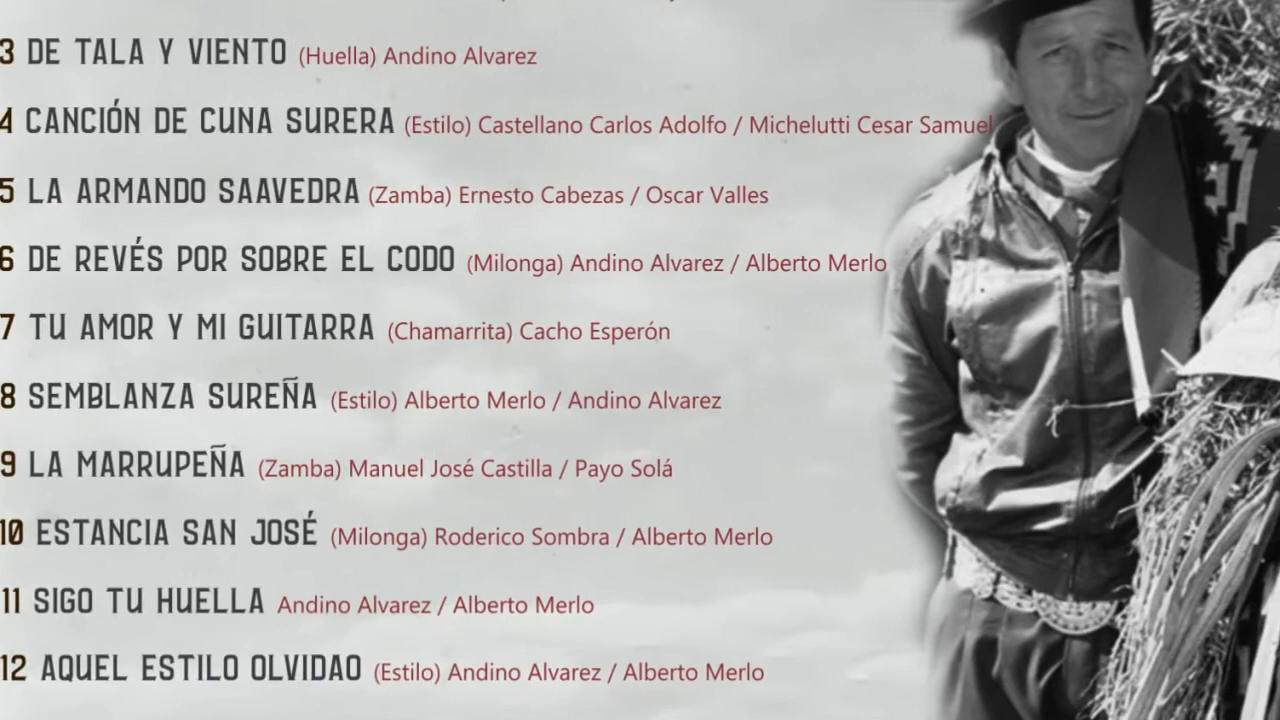 3 DE TALA Y VIENTO (Huella) Andino Alvarez
4 CANCIÓN DE CUNA SURERA (Estilo) Castellano Carlos Adolfo / Michelutti Cesar Samuel
5 LA ARMANDO SAAVEDRA (Zamba) Ernesto Cabezas / Oscar Valles
6 DE REVÉS POR SOBRE EL CODO (Milonga) Andino Alvarez / Alberto Merlo
7 TU AMOR Y MI GUITARRA (Chamarrita) Cacho Esperón
8 SEMBLANZA SUREÑA (Estilo) Alberto Merlo / Andino Alvarez
9 LA MARRUPEÑA (Zamba) Manuel José Castilla / Payo Solá
10 ESTANCIA SAN JOSÉ (Milonga) Roderico Sombra / Alberto Merlo
11 SIGO TU HUELLA Andino Alvarez / Alberto Merlo
12 AQUEL ESTILO OLVIDAO (Estilo) Andino Alvarez / Alberto Merlo